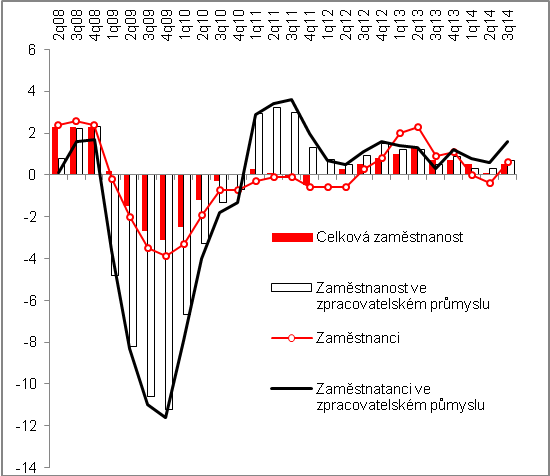 2q08 3q08 4q08 1q09 2q09 3q09 4q09 1q10 2q10 3q10 4q10 1q11 2q11 3q11 4q11 1q12 2q12 3q12 4q12 1q13 2q13 3q13 4q13 1q14 2q14 3q14
6
4
2
0
-2
-4
-6
-8
-10
-12
-14
Celková zaměstnanost
Zaměstnanost ve
zpracovatelském průmyslu
Zaměstnanci
Zaměstnatanci ve
zpracovatelském půmyslu